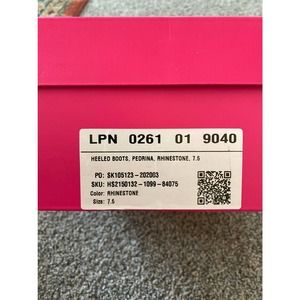 LPN 0261 01 9040
HEELED BOOTS, PEDRINA, RHINESTONE, 7.5
PO: SK105123-202003
SKU: HS2150132-1099-84075
Color: RHINESTONE
Size: 7.5